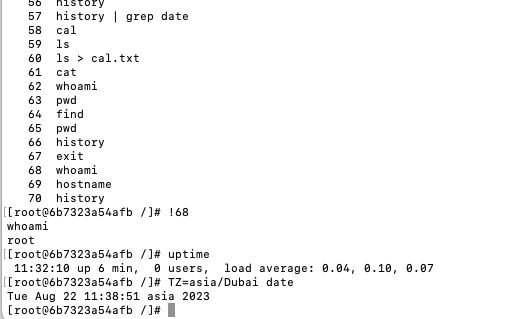 56  history
57  history | grep date
58  cal
59  ls
60  ls > cal.txt
61  cat
62  whoami
63  pwd
64  find
65  pwd
66  history
67  exit
68  whoami
69  hostname
70  history
[[root@6b7323a54afb /]# !68
whoami
root
[[root@6b7323a54afb /]# uptime
 11:32:10 up 6 min,  0 users,  load average: 0.04, 0.10, 0.07
[[root@6b7323a54afb /]# TZ=asia/Dubai date
Tue Aug 22 11:38:51 asia 2023
[root@6b7323a54afb /]#